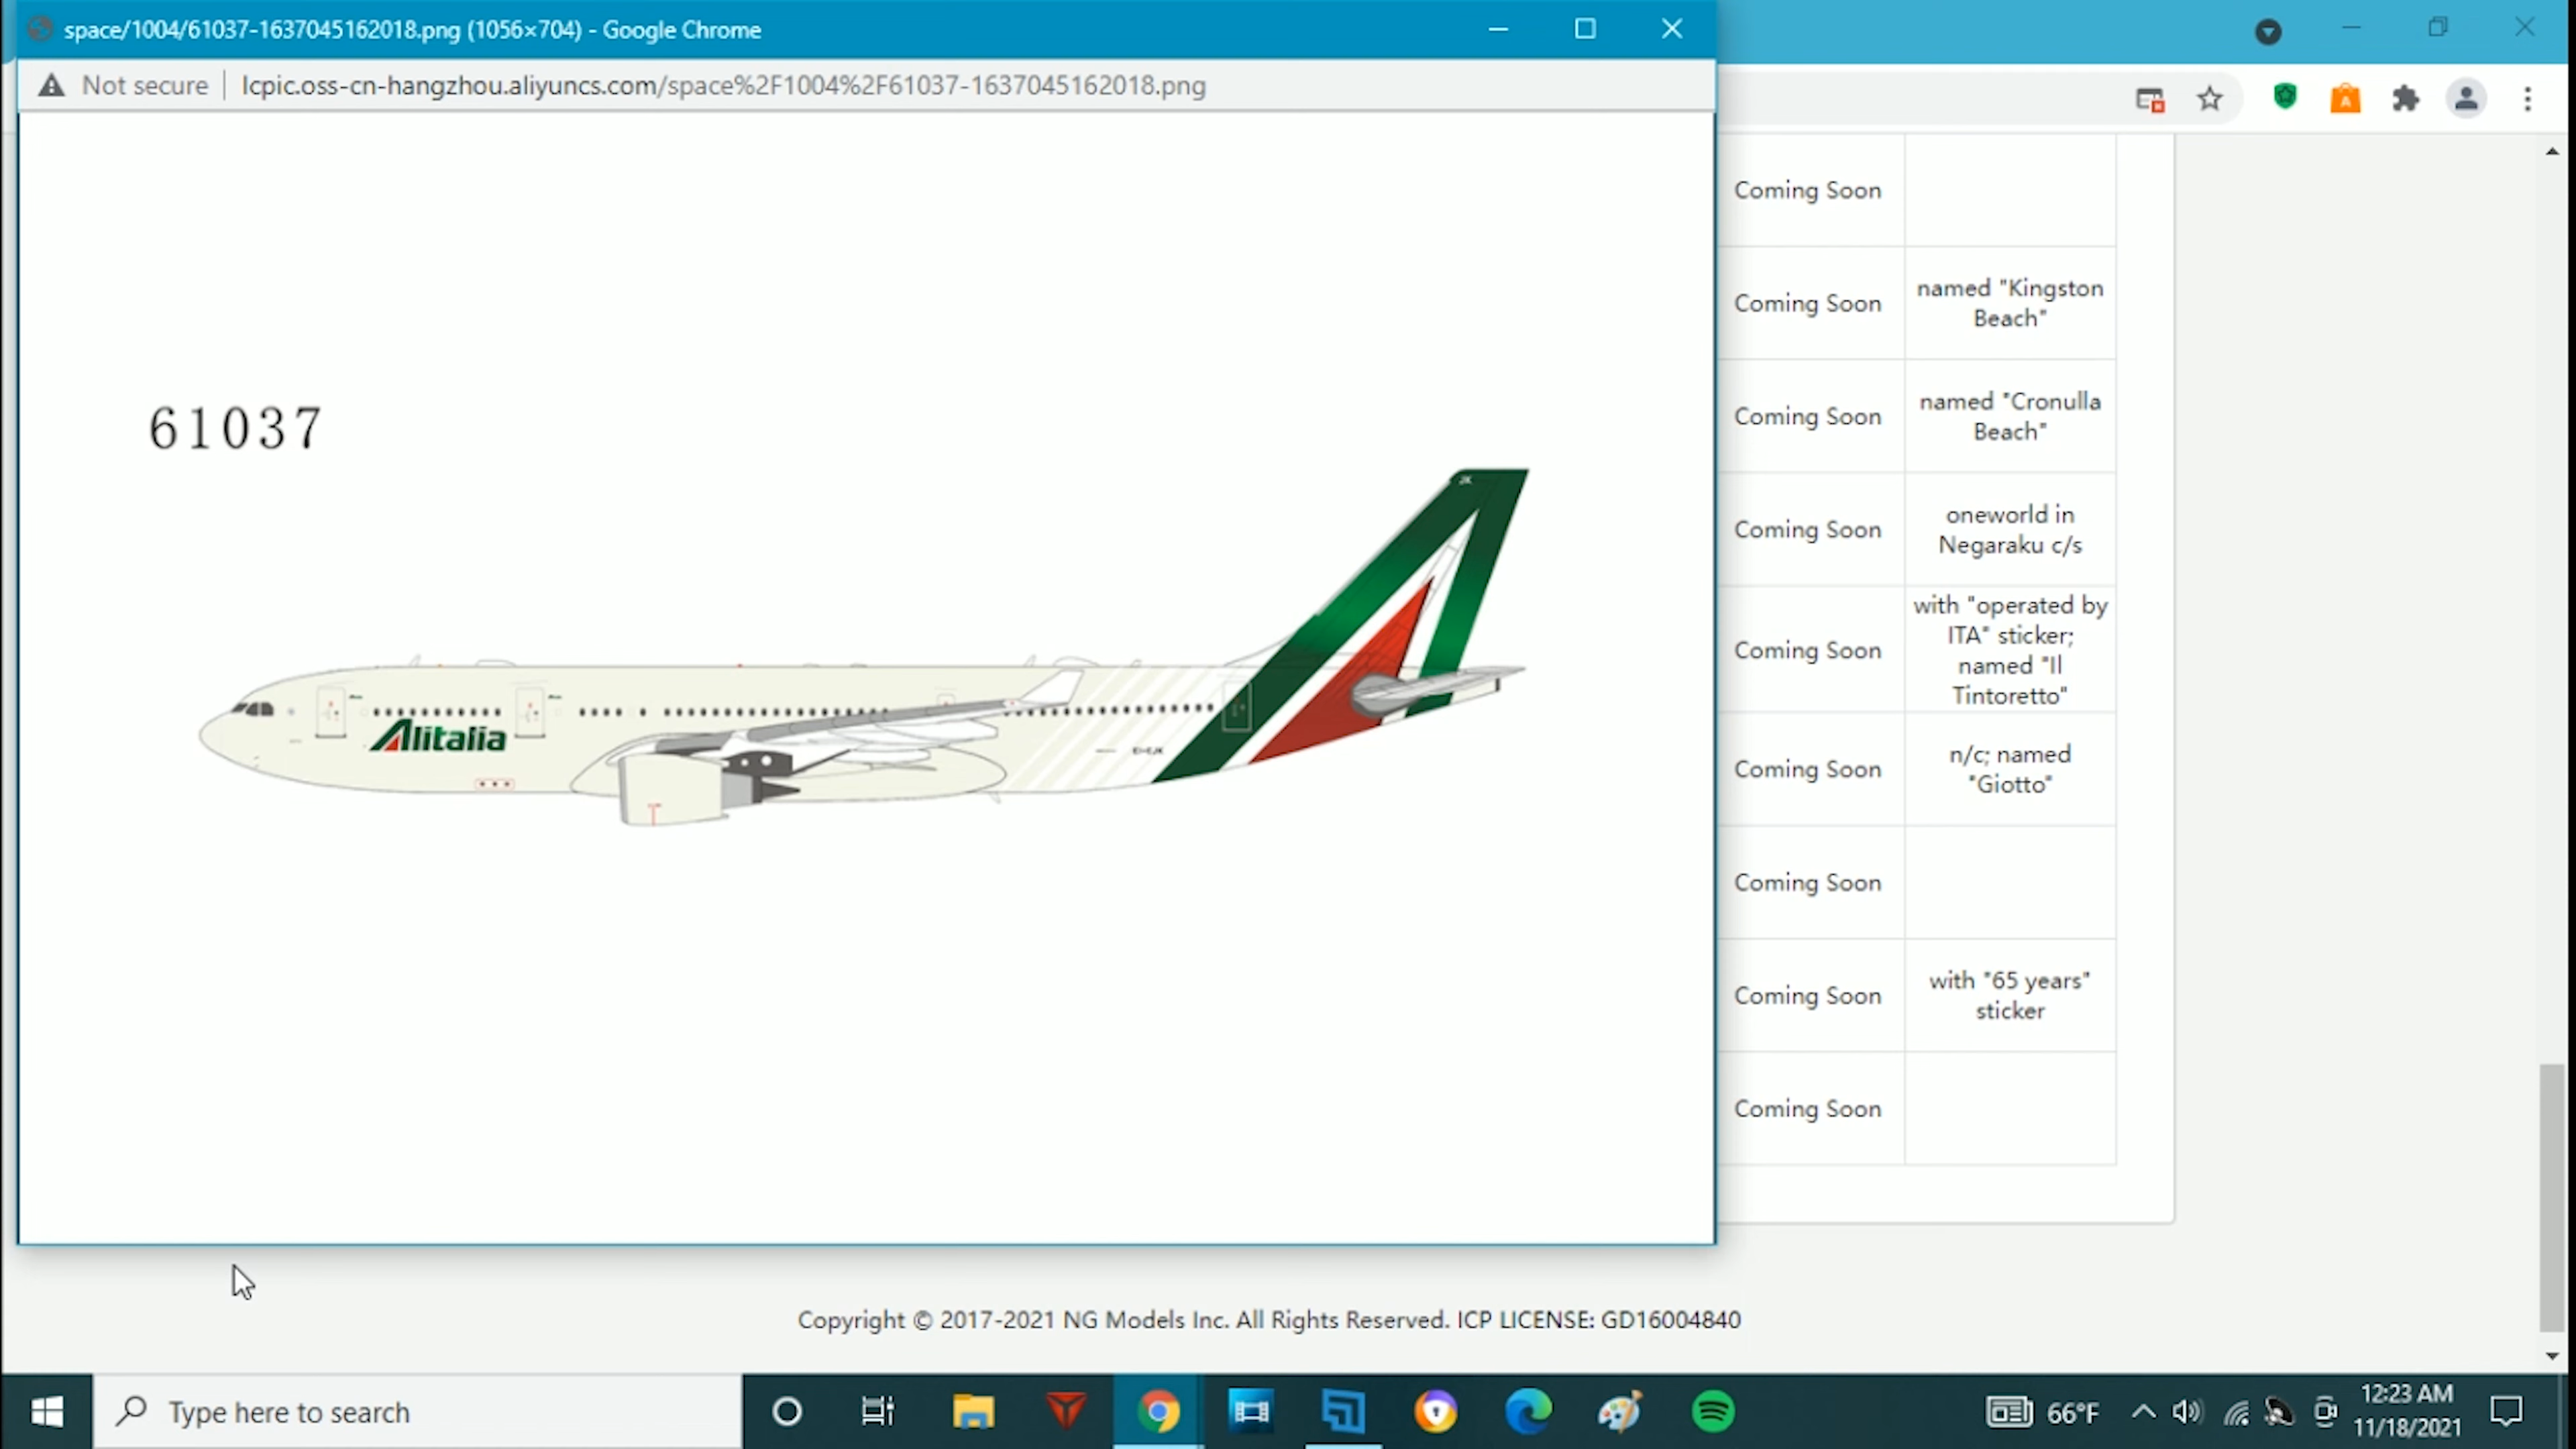 space/1004/61037-1637045162018.png (1056×704) - Google Chrome
Not secure
lcpic.oss-cn-hangzhou.aliyuncs.com/space%2F1004%2F61037-1637045162018.png
61037
JK
Alitalia
EI-EJK
Coming Soon
Coming Soon
named "Kingston
Beach"
Coming Soon
named "Cronulla
Beach"
Coming Soon
oneworld in
Negaraku c/s
Coming Soon
with "operated by
ITA" sticker;
named "Il
Tintoretto"
Coming Soon
n/c; named
"Giotto"
Coming Soon
Coming Soon
with "65 years"
sticker
Coming Soon
Copyright © 2017-2021 NG Models Inc. All Rights Reserved. ICP LICENSE: GD16004840
Type here to search
66°F
12:23 AM
11/18/2021